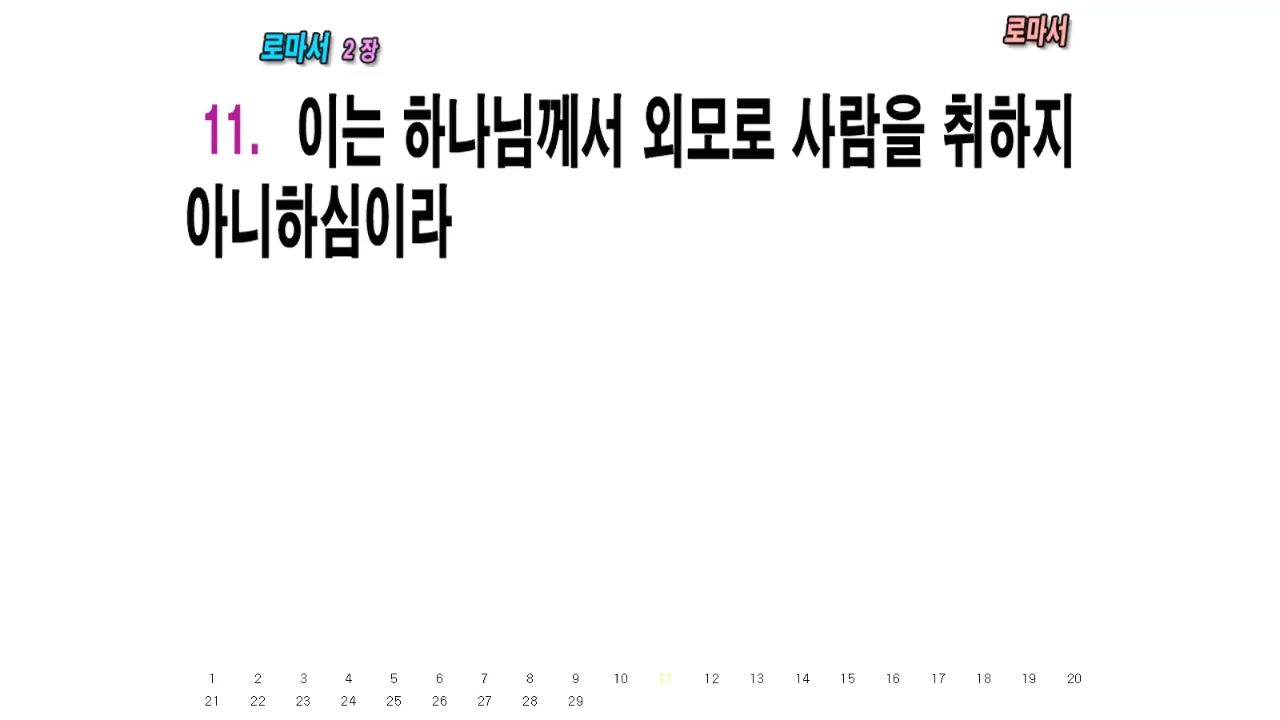 로마서 2 장
로마서
11. 이는 하나님께서 외모로 사람을 취하지
아니하심이라
1 2 3 4 5 6 7 8 9 10 11 12 13 14 15 16 17 18 19 20
21 22 23 24 25 26 27 28 29